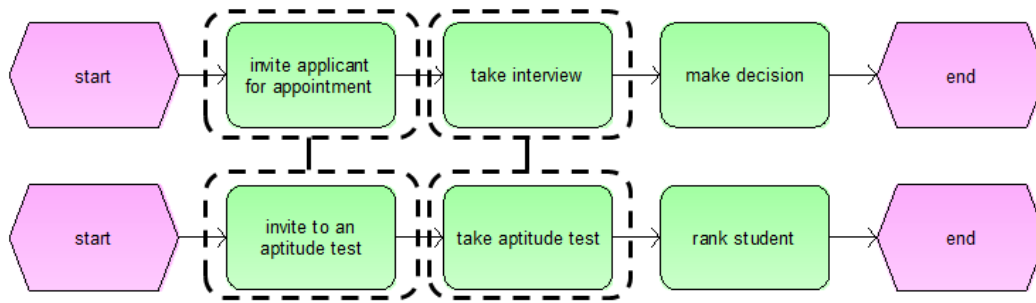 start
invite applicant
for appointment
take interview
make decision
end
start
invite to an
aptitude test
take aptitude test
rank student
end